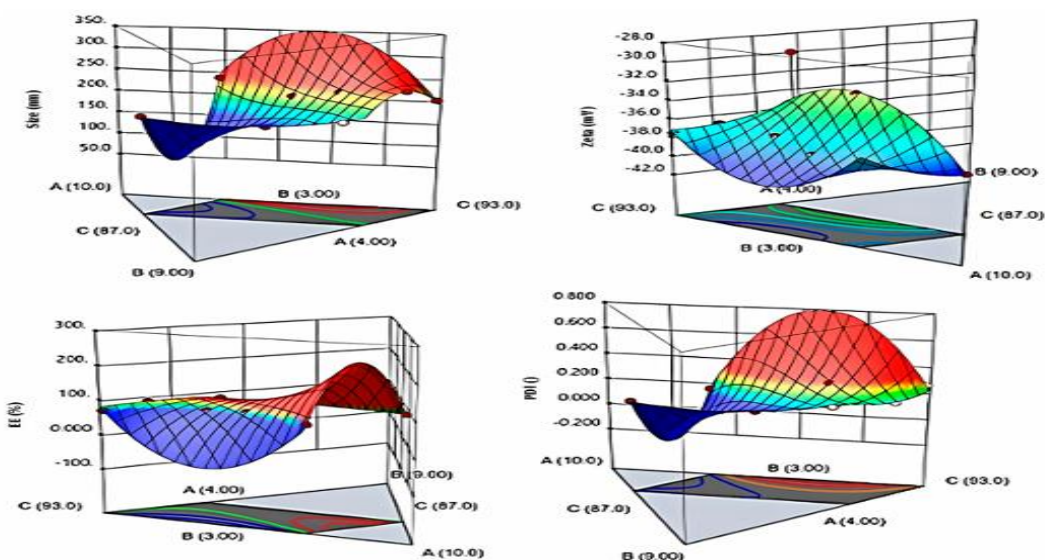 350.
300.
250.
200.
150.
100.
50.0
Size (nm)
A (10.0)
B (3.00)
C (93.0)
C (87.0)
A (4.00)
B (9.00)
-28.0
-30.0
-32.0
-34.0
-36.0
-38.0
-40.0
-42.0
Zeta (mV)
B (9.00)
A (4.00)
C (93.0)
C (87.0)
B (3.00)
A (10.0)
300.
200.
100.
0.000
-100.
EE (%)
B (9.00)
A (4.00)
C (93.0)
C (87.0)
B (3.00)
A (10.0)
0.800
0.600
0.400
0.200
0.000
-0.200
PDI ()
A (10.0)
B (3.00)
C (93.0)
C (87.0)
A (4.00)
B (9.00)